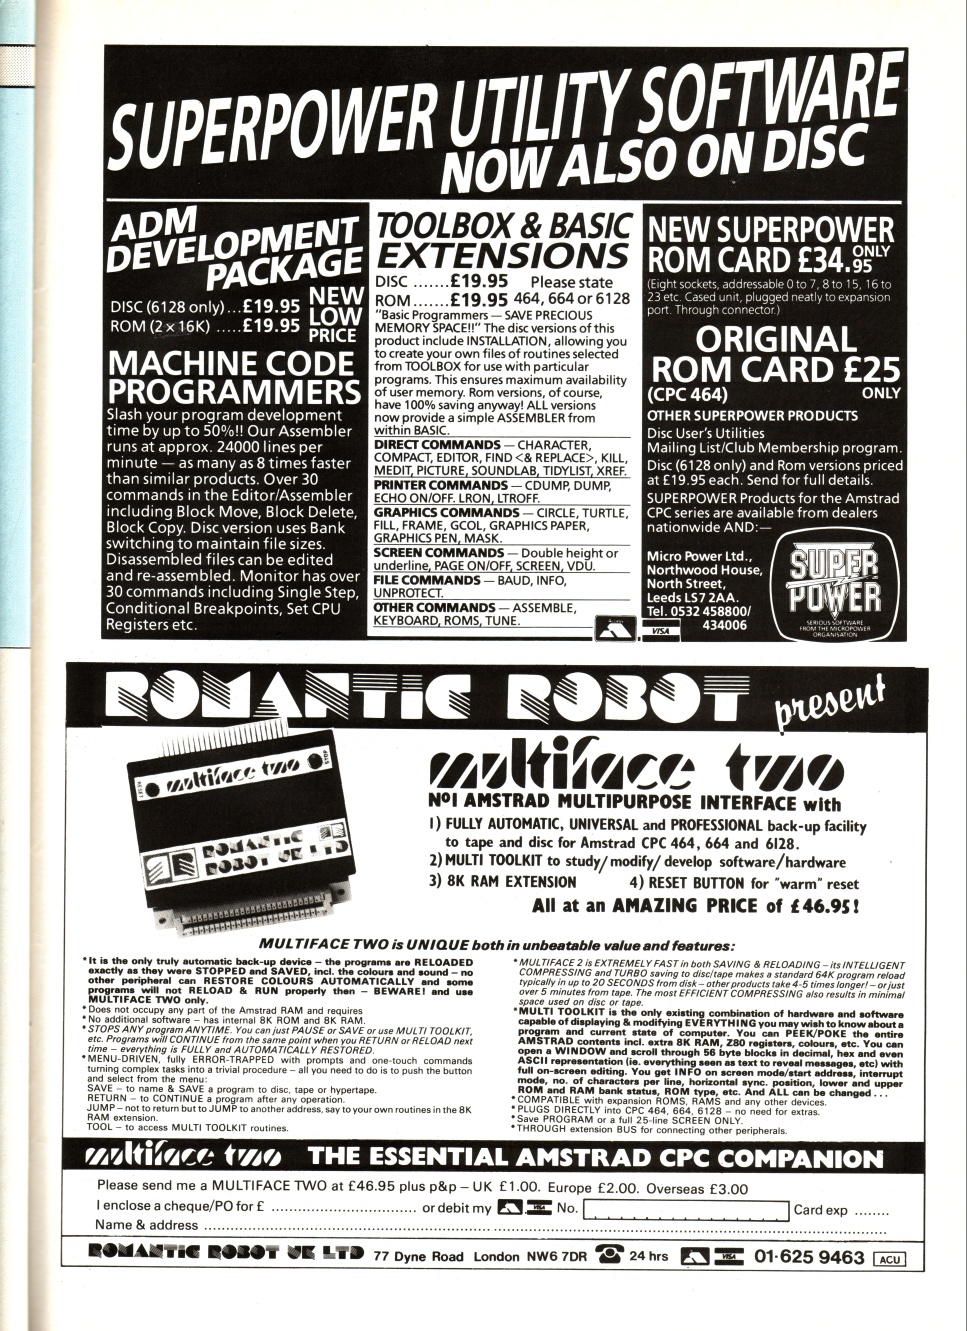 SUPERPOWER UTILITY SOFTWARE
NOW ALSO ON DISC
ADM
DEVELOPMENT
PACKAGE
DISC (6128 only)...£19.95
ROM (2 x 16K) .....£19.95
NEW
LOW
PRICE
MACHINE CODE
PROGRAMMERS
Slash your program development
time by up to 50%!! Our Assembler
runs at approx. 24000 lines per
minute — as many as 8 times faster
than similar products. Over 30
commands in the Editor/Assembler
including Block Move, Block Delete,
Block Copy. Disc version uses Bank
switching to maintain file sizes.
Disassembled files can be edited
and re-assembled. Monitor has over
30 commands including Single Step,
Conditional Breakpoints, Set CPU
Registers etc.
TOOLBOX & BASIC
EXTENSIONS
DISC .......£19.95 Please state
ROM.......£19.95 464, 664 or 6128
"Basic Programmers — SAVE PRECIOUS
MEMORY SPACE!!" The disc versions of this
product include INSTALLATION, allowing you
to create your own files of routines selected
from TOOLBOX for use with particular
programs. This ensures maximum availability
of user memory. Rom versions, of course,
have 100% saving anyway! ALL versions
now provide a simple ASSEMBLER from
within BASIC.
DIRECT COMMANDS — CHARACTER,
COMPACT, EDITOR, FIND <& REPLACE>, KILL,
MEDIT, PICTURE, SOUNDLAB, TIDYLIST, XREF.
PRINTER COMMANDS — CDUMP, DUMP,
ECHO ON/OFF. LRON, LTROFF.
GRAPHICS COMMANDS — CIRCLE, TURTLE,
FILL, FRAME, GCOL, GRAPHICS PAPER,
GRAPHICS PEN, MASK.
SCREEN COMMANDS — Double height or
underline, PAGE ON/OFF, SCREEN, VDU.
FILE COMMANDS — BAUD, INFO,
UNPROTECT.
OTHER COMMANDS — ASSEMBLE,
KEYBOARD, ROMS, TUNE.
Access
VISA
NEW SUPERPOWER
ROM CARD £34.95 ONLY
(Eight sockets, addressable 0 to 7, 8 to 15, 16 to
23 etc. Cased unit, plugged neatly to expansion
port. Through connector.)
ORIGINAL
ROM CARD £25
(CPC 464) ONLY
OTHER SUPERPOWER PRODUCTS
Disc User's Utilities
Mailing List/Club Membership program.
Disc (6128 only) and Rom versions priced
at £19.95 each. Send for full details.
SUPERPOWER Products for the Amstrad
CPC series are available from dealers
nationwide AND:—
Micro Power Ltd.,
Northwood House,
North Street,
Leeds LS7 2AA.
Tel. 0532 458800/
434006
SUPER
POWER
SERIOUS SOFTWARE
FROM THE MICROPOWER
ORGANISATION
ROMANTIC ROBOT present
RESET
multiface two
STOP
ROMANTIC
ROBOT UK LTD
multiface two
Nº1 AMSTRAD MULTIPURPOSE INTERFACE with
1) FULLY AUTOMATIC, UNIVERSAL and PROFESSIONAL back-up facility
to tape and disc for Amstrad CPC 464, 664 and 6128.
2) MULTI TOOLKIT to study/modify/develop software/hardware
3) 8K RAM EXTENSION 4) RESET BUTTON for "warm" reset
All at an AMAZING PRICE of £46.95!
MULTIFACE TWO is UNIQUE both in unbeatable value and features:
*It is the only truly automatic back-up device – the programs are RELOADED
exactly as they were STOPPED and SAVED, incl. the colours and sound – no
other peripheral can RESTORE COLOURS AUTOMATICALLY and some
programs will not RELOAD & RUN properly then – BEWARE! and use
MULTIFACE TWO only.
*Does not occupy any part of the Amstrad RAM and requires
*No additional software – has internal 8K ROM and 8K RAM.
*STOPS ANY program ANYTIME. You can just PAUSE or SAVE or use MULTI TOOLKIT,
etc. Programs will CONTINUE from the same point when you RETURN or RELOAD next
time – everything is FULLY and AUTOMATICALLY RESTORED.
*MENU-DRIVEN, fully ERROR-TRAPPED with prompts and one-touch commands
turning complex tasks into a trivial procedure – all you need to do is push the button
and select from the menu:
SAVE – to name & SAVE a program to disc, tape or hypertape.
RETURN – to CONTINUE a program after any operation.
JUMP – not to return but to JUMP to another address, say to your own routines in the 8K
RAM extension.
TOOL – to access MULTI TOOLKIT routines.
*MULTIFACE 2 is EXTREMELY FAST in both SAVING & RELOADING – its INTELLIGENT
COMPRESSING and TURBO saving to disc/tape makes a standard 64K program reload
typically in up to 20 SECONDS from disk – other products take 4-5 times longer! – or just
over 5 minutes from tape. The most EFFICIENT COMPRESSING also results in minimal
space used on disc or tape.
*MULTI TOOLKIT is the only existing combination of hardware and software
capable of displaying & modifying EVERYTHING you may wish to know about a
program and current state of computer. You can PEEK/POKE the entire
AMSTRAD contents incl. extra 8K RAM, Z80 registers, colours, etc. You can
open a WINDOW and scroll through 56 byte blocks in decimal, hex and even
ASCII representation (ie. everything seen as text to reveal messages, etc) with
full on-screen editing. You get INFO on screen mode/start address, interrupt
mode, no. of characters per line, horizontal sync. position, lower and upper
ROM and RAM bank status, ROM type, etc. And ALL can be changed . . .
*COMPATIBLE with expansion ROMS, RAMS and any other devices.
*PLUGS DIRECTLY into CPC 464, 664, 6128 – no need for extras.
*Save PROGRAM or a full 25-line SCREEN ONLY.
*THROUGH extension BUS for connecting other peripherals.
multiface two THE ESSENTIAL AMSTRAD CPC COMPANION
Please send me a MULTIFACE TWO at £46.95 plus p&p – UK £1.00. Europe £2.00. Overseas £3.00
I enclose a cheque/PO for £ ................................ or debit my VISA No. Card exp ........
Name & address ................................................................
ROMANTIC ROBOT UK LTD 77 Dyne Road London NW6 7DR 24 hrs VISA 01·625 9463 ACU